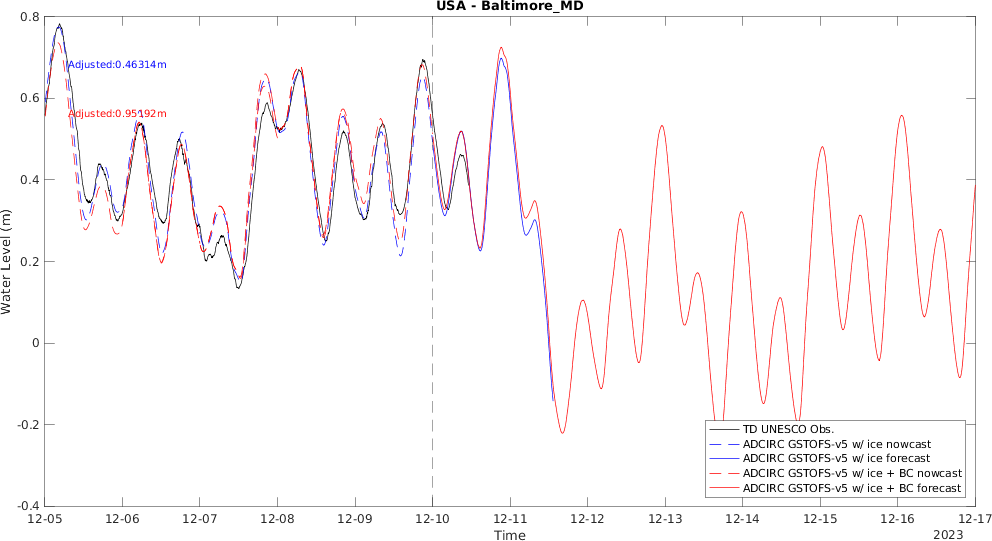 USA - Baltimore_MD
0.8
0.6
0.4
0.2
0
-0.2
-0.4
Water Level (m)
Adjusted:0.46314m
Adjusted:0.95192m
TD UNESCO Obs.
ADCIRC GSTOFS-v5 w/ ice nowcast
ADCIRC GSTOFS-v5 w/ ice forecast
ADCIRC GSTOFS-v5 w/ ice + BC nowcast
ADCIRC GSTOFS-v5 w/ ice + BC forecast
12-05 12-06 12-07 12-08 12-09 12-10 12-11 12-12 12-13 12-14 12-15 12-16 12-17
Time
2023